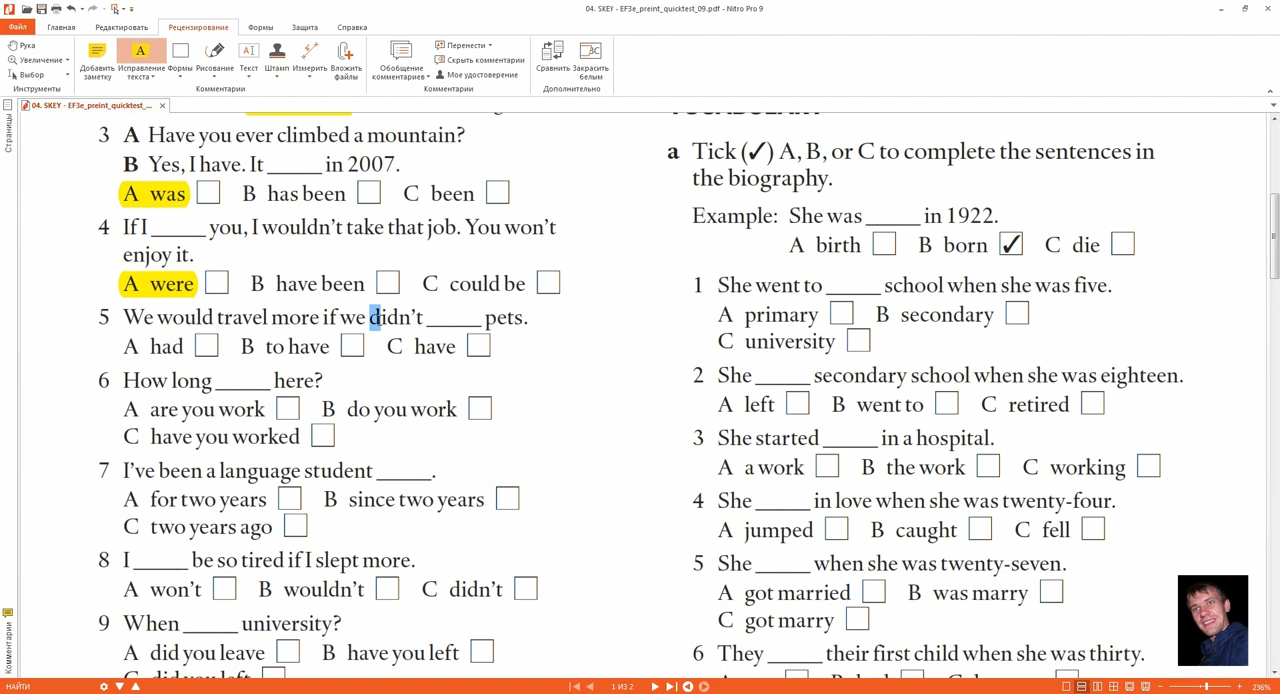 04. SKEY - EF3e_preint_quicktest_09.pdf - Nitro Pro 9
Файл
Главная
Редактировать
Рецензирование
Формы
Защита
Справка
Рука
Увеличение
Выбор
Инструменты
Добавить заметку
Исправление текста
Формы
Рисование
Текст
Штамп
Измерить
Вложить файлы
Комментарии
Обобщение комментариев
Перенести
Скрыть комментарии
Мое удостоверение
Комментарии
Сравнить
Закрасить белым
Дополнительно
04. SKEY - EF3e_preint_quicktest_...
Страницы
3 A Have you ever climbed a mountain?
B Yes, I have. It _____ in 2007.
A was B has been C been
4 If I _____ you, I wouldn't take that job. You won't
enjoy it.
A were B have been C could be
5 We would travel more if we didn't _____ pets.
A had B to have C have
6 How long _____ here?
A are you work B do you work
C have you worked
7 I've been a language student _____.
A for two years B since two years
C two years ago
8 I _____ be so tired if I slept more.
A won't B wouldn't C didn't
9 When _____ university?
A did you leave B have you left
C did you left
VOCABULARY
a Tick (✓) A, B, or C to complete the sentences in
the biography.
Example: She was _____ in 1922.
A birth B born ✓ C die
1 She went to _____ school when she was five.
A primary B secondary
C university
2 She _____ secondary school when she was eighteen.
A left B went to C retired
3 She started _____ in a hospital.
A a work B the work C working
4 She _____ in love when she was twenty-four.
A jumped B caught C fell
5 She _____ when she was twenty-seven.
A got married B was marry
C got marry
6 They _____ their first child when she was thirty.
Комментарии
НАЙТИ
1 ИЗ 2
236%